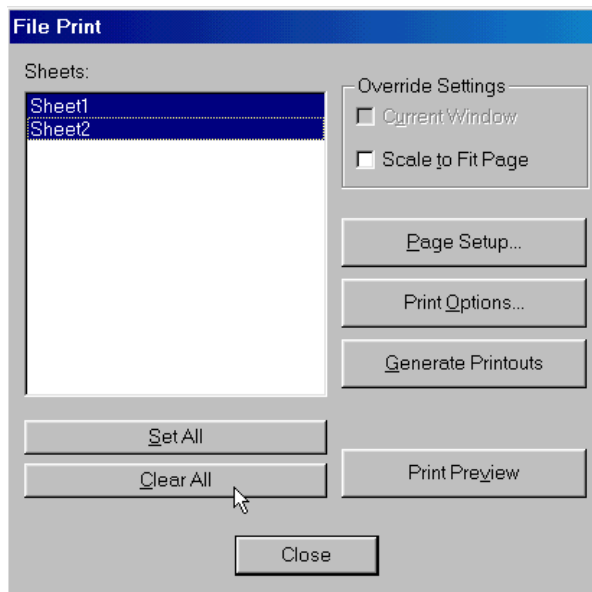 File Print
Sheets:
Sheet1
Sheet2
Override Settings
Current Window
Scale to Fit Page
Page Setup...
Print Options...
Generate Printouts
Set All
Clear All
Print Preview
Close